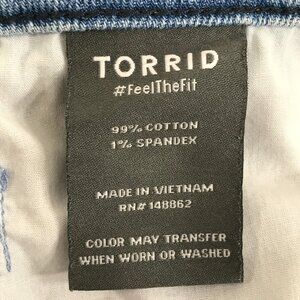 TORRID
#FeelTheFit
99% COTTON
1% SPANDEX
MADE IN VIETNAM
RN# 148862
COLOR MAY TRANSFER
WHEN WORN OR WASHED